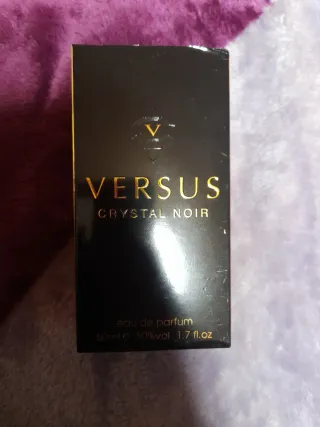 V
VERSUS
CRYSTAL NOIR
eau de parfum
1.7 fl.oz